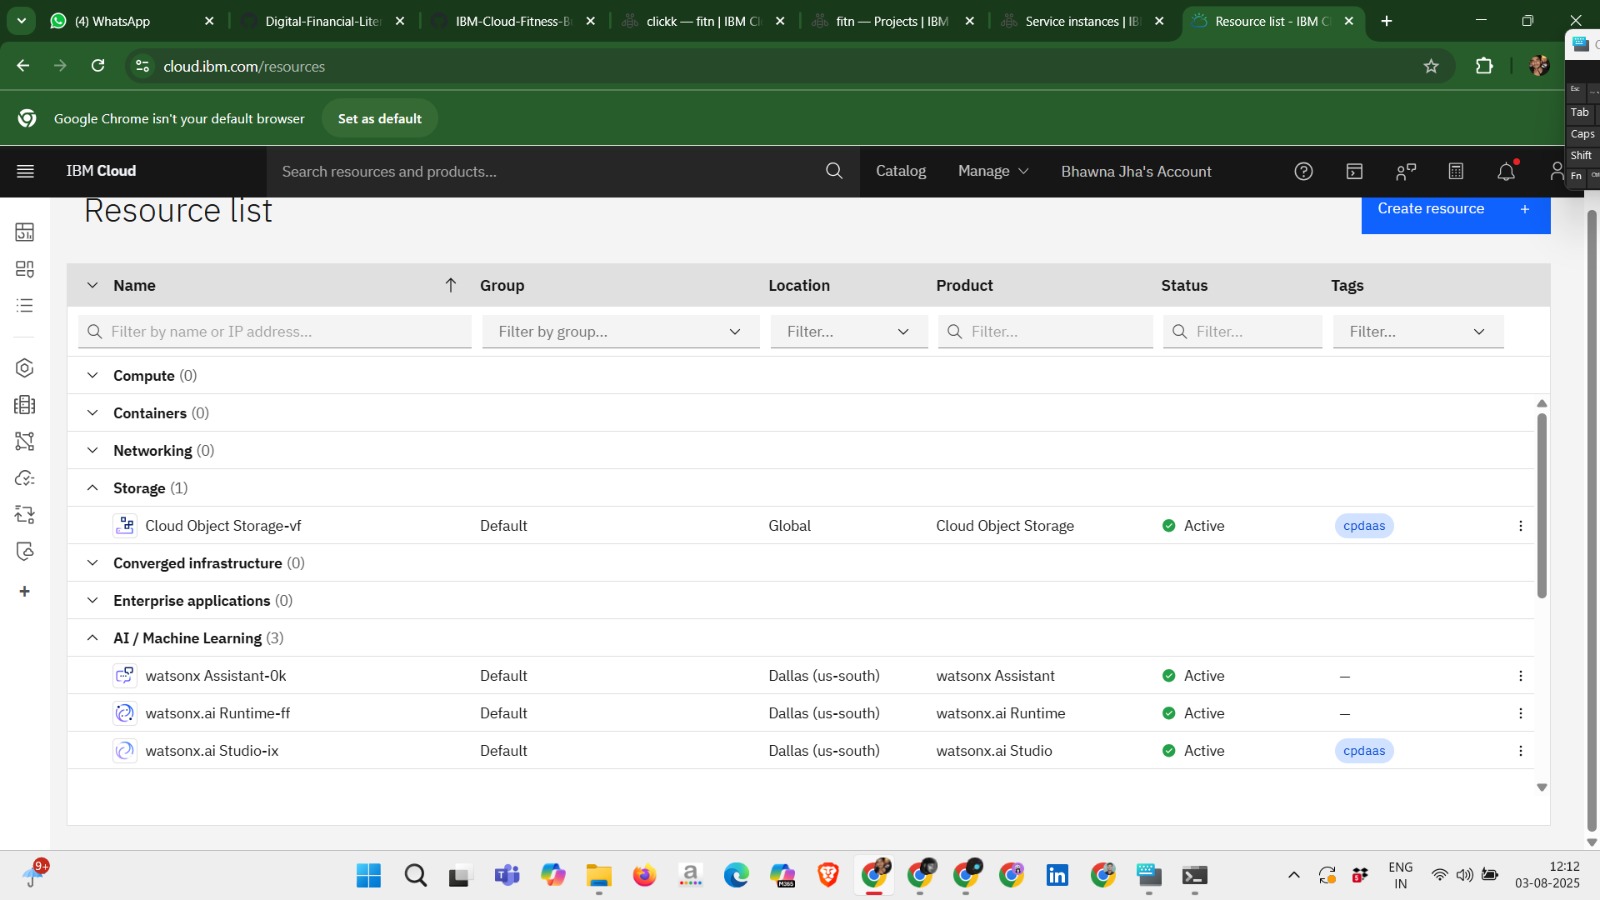 (4) WhatsApp
Digital-Financial-Lite
IBM-Cloud-Fitness-B
clickk — fitn | IBM Cl
fitn — Projects | IBM
Service instances | IB
Resource list - IBM C
cloud.ibm.com/resources
Google Chrome isn't your default browser
Set as default
Esc
Tab
Caps
Shift
Fn
IBM Cloud
Search resources and products...
Catalog
Manage
Bhawna Jha's Account
Resource list
Create resource +
Name Group Location Product Status Tags
Filter by name or IP address... Filter by group... Filter... Filter... Filter... Filter...
Compute (0)
Containers (0)
Networking (0)
Storage (1)
Cloud Object Storage-vf Default Global Cloud Object Storage Active cpdaas
Converged infrastructure (0)
Enterprise applications (0)
AI / Machine Learning (3)
watsonx Assistant-0k Default Dallas (us-south) watsonx Assistant Active –
watsonx.ai Runtime-ff Default Dallas (us-south) watsonx.ai Runtime Active –
watsonx.ai Studio-ix Default Dallas (us-south) watsonx.ai Studio Active cpdaas
9+
M365
ENG
IN
12:12
03-08-2025